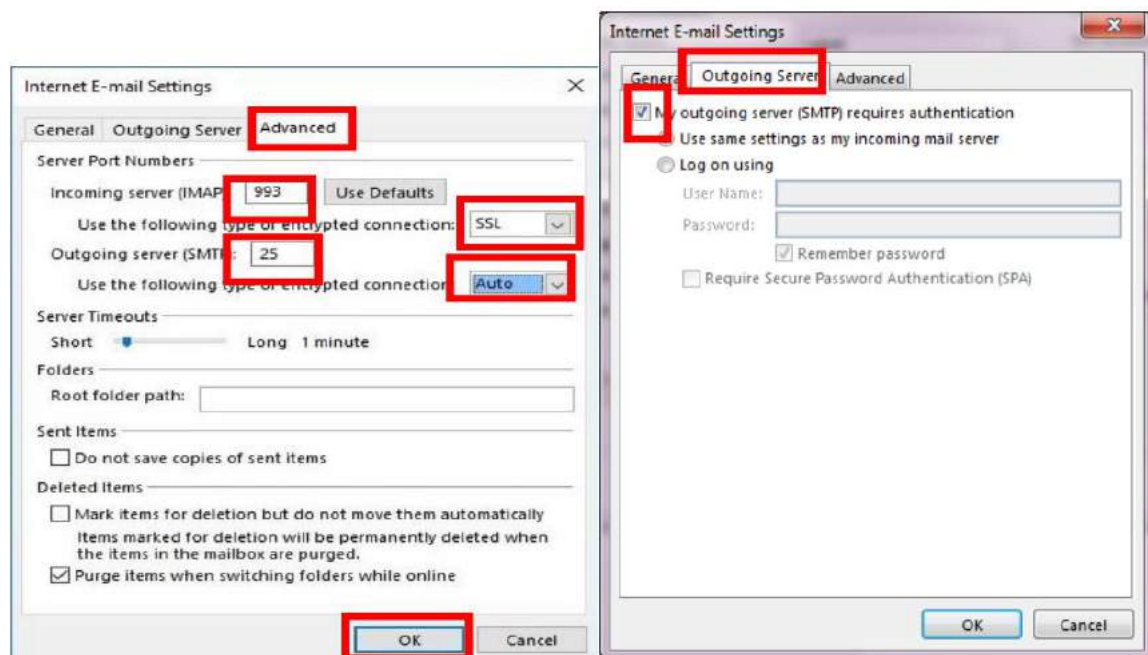 Internet E-mail Settings
General Outgoing Server Advanced
Server Port Numbers
Incoming server (IMAP): 993 Use Defaults
Use the following type of encrypted connection: SSL
Outgoing server (SMTP): 25
Use the following type of encrypted connection Auto
Server Timeouts
Short Long 1 minute
Folders
Root folder path:
Sent Items
Do not save copies of sent items
Deleted Items
Mark items for deletion but do not move them automatically
Items marked for deletion will be permanently deleted when
the items in the mailbox are purged.
Purge items when switching folders while online
OK Cancel
Internet E-mail Settings
General Outgoing Server Advanced
My outgoing server (SMTP) requires authentication
Use same settings as my incoming mail server
Log on using
User Name:
Password:
Remember password
Require Secure Password Authentication (SPA)
OK Cancel